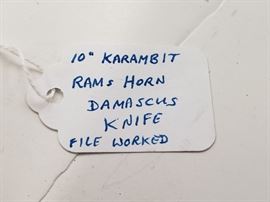 10" KARAMBIT
RAMS HORN
DAMASCUS
KNIFE
FILE WORKED